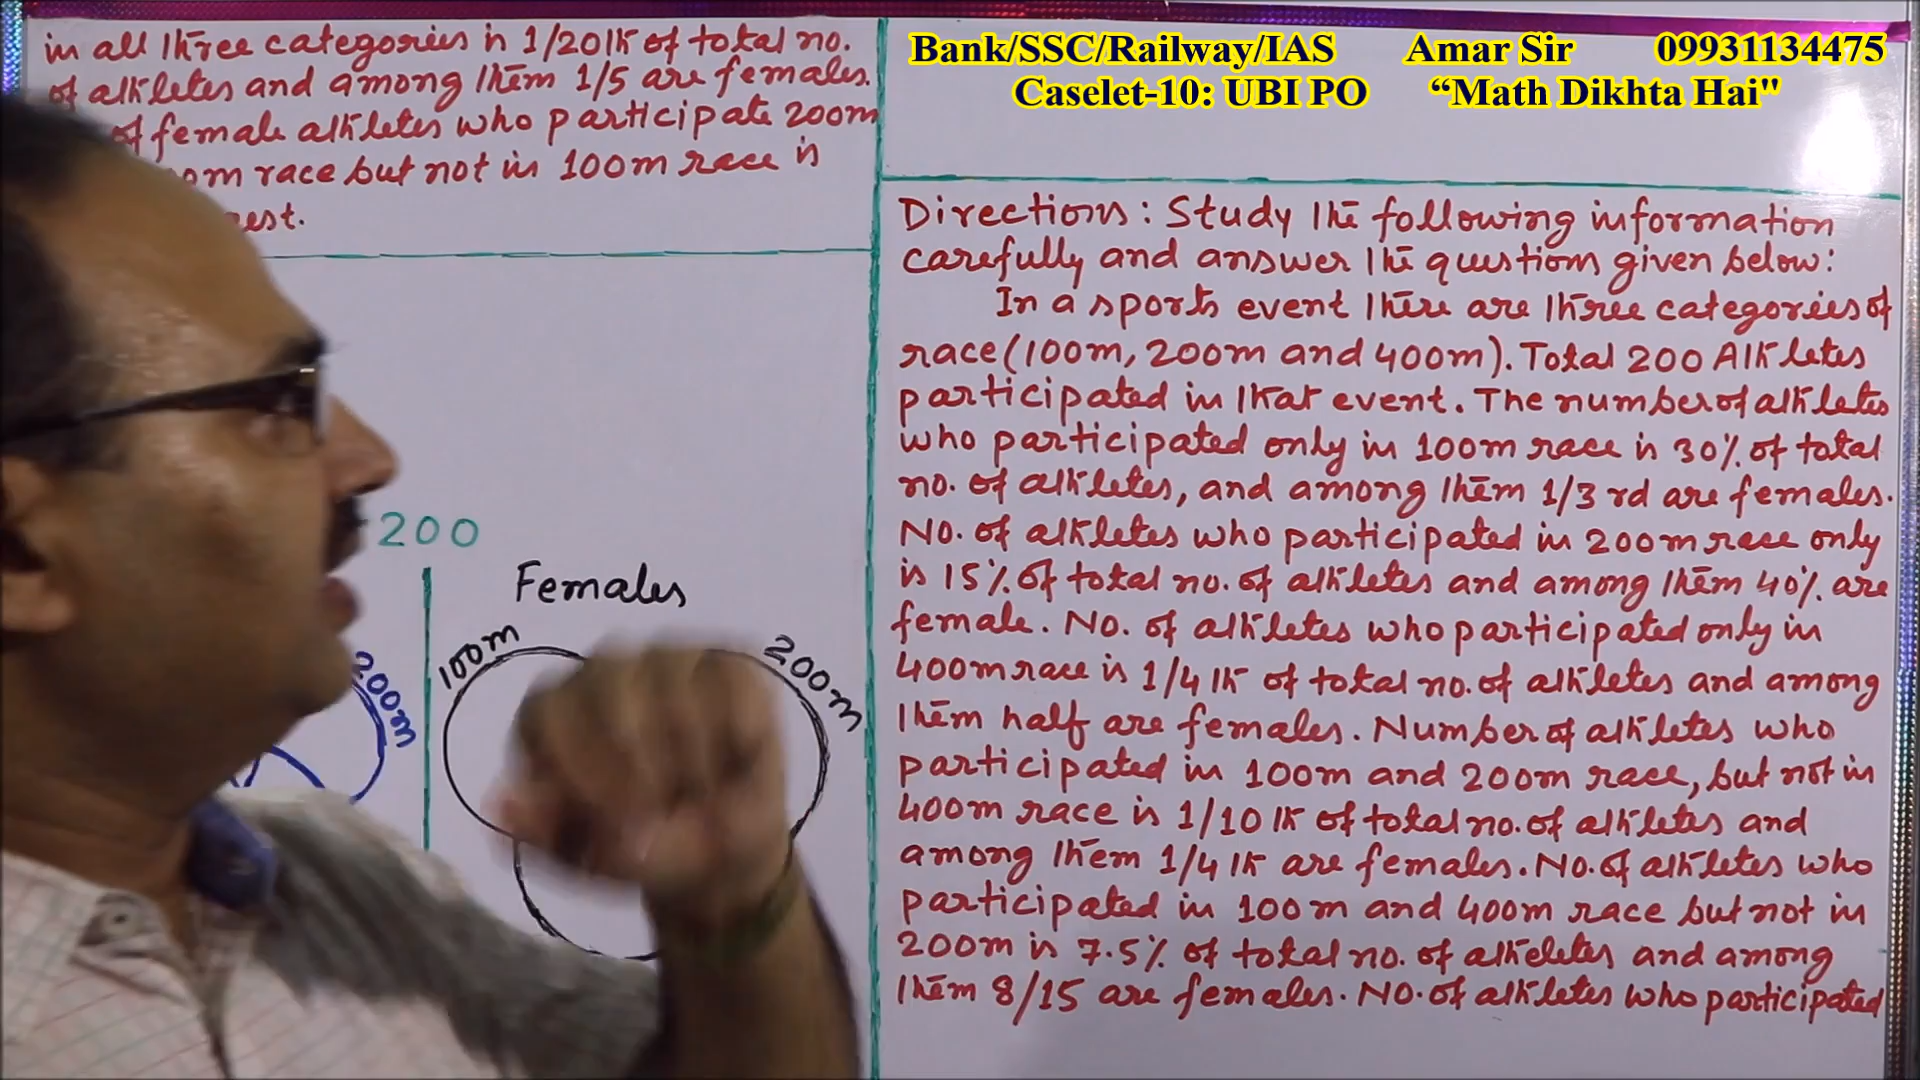 Bank/SSC/Railway/IAS Amar Sir 09931134475
Caselet-10: UBI PO “Math Dikhta Hai"
in all three categories is 1/20th of total no.
of athletes and among them 1/5 are females.
of female athletes who participate 200m
race but not in 100m race is
Directions: Study the following information
carefully and answer the questions given below:
In a sports event there are three categories of
race (100m, 200m and 400m). Total 200 Athletes
participated in that event. The number of athletes
who participated only in 100m race is 30% of total
no. of athletes, and among them 1/3 rd are females.
No. of athletes who participated in 200m race only
is 15% of total no. of athletes and among them 40% are
female. No. of athletes who participated only in
400m race is 1/4 th of total no. of athletes and among
them half are females. Number of athletes who
participated in 100m and 200m race, but not in
400m race is 1/10 th of total no. of athletes and
among them 1/4 th are females. No. of athletes who
participated in 100m and 400m race but not in
200m is 7.5% of total no. of atheletes and among
them 8/15 are females. No. of athletes who participated
200
Females
100m
200m
200m